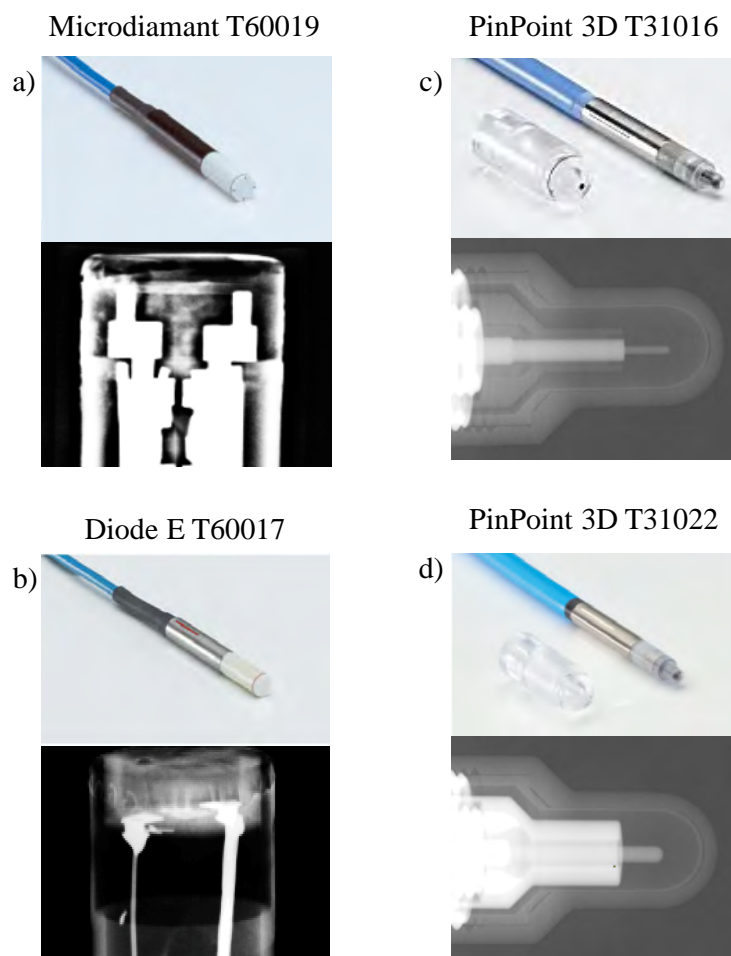 Microdiamant T60019
PinPoint 3D T31016
a)
c)
Diode E T60017
PinPoint 3D T31022
b)
d)